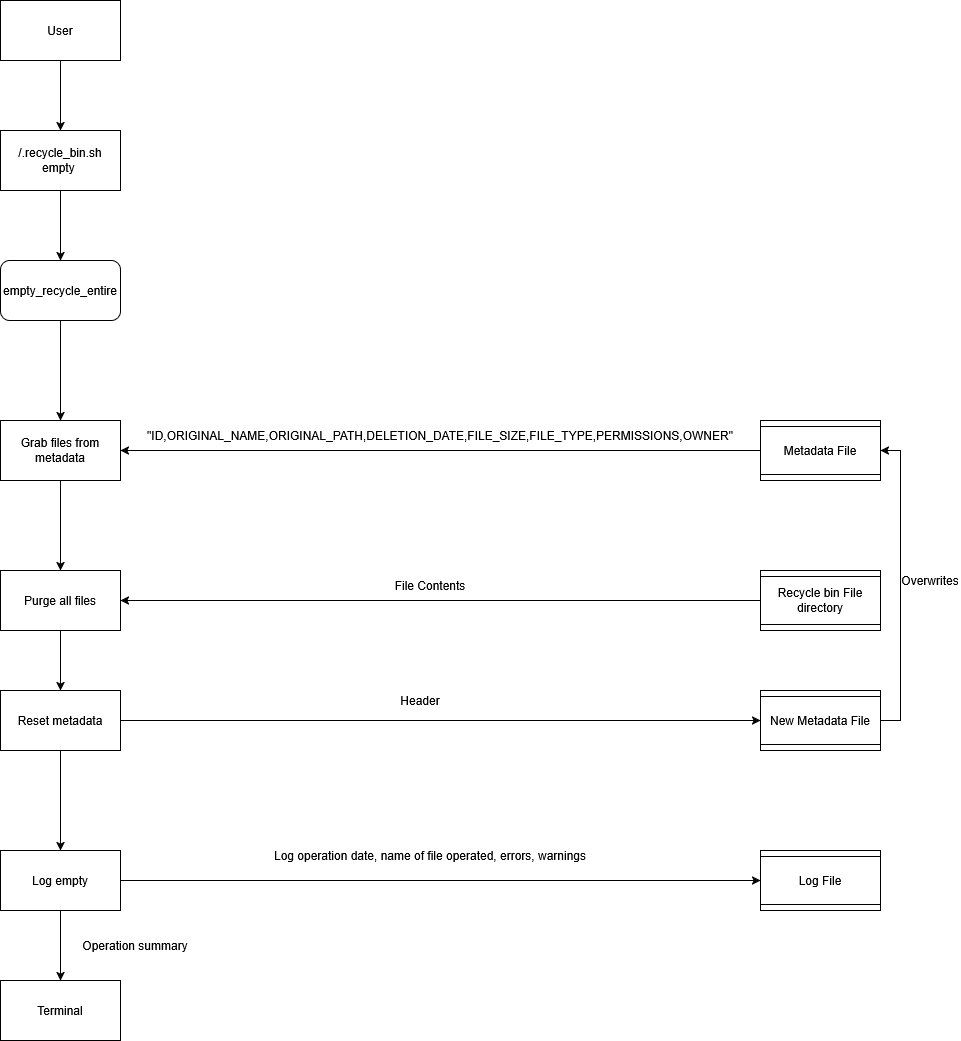 User
/.recycle_bin.sh
empty
empty_recycle_entire
Grab files from
metadata
"ID,ORIGINAL_NAME,ORIGINAL_PATH,DELETION_DATE,FILE_SIZE,FILE_TYPE,PERMISSIONS,OWNER"
Metadata File
Purge all files
File Contents
Recycle bin File
directory
Overwrites
Reset metadata
Header
New Metadata File
Log empty
Log operation date, name of file operated, errors, warnings
Log File
Operation summary
Terminal